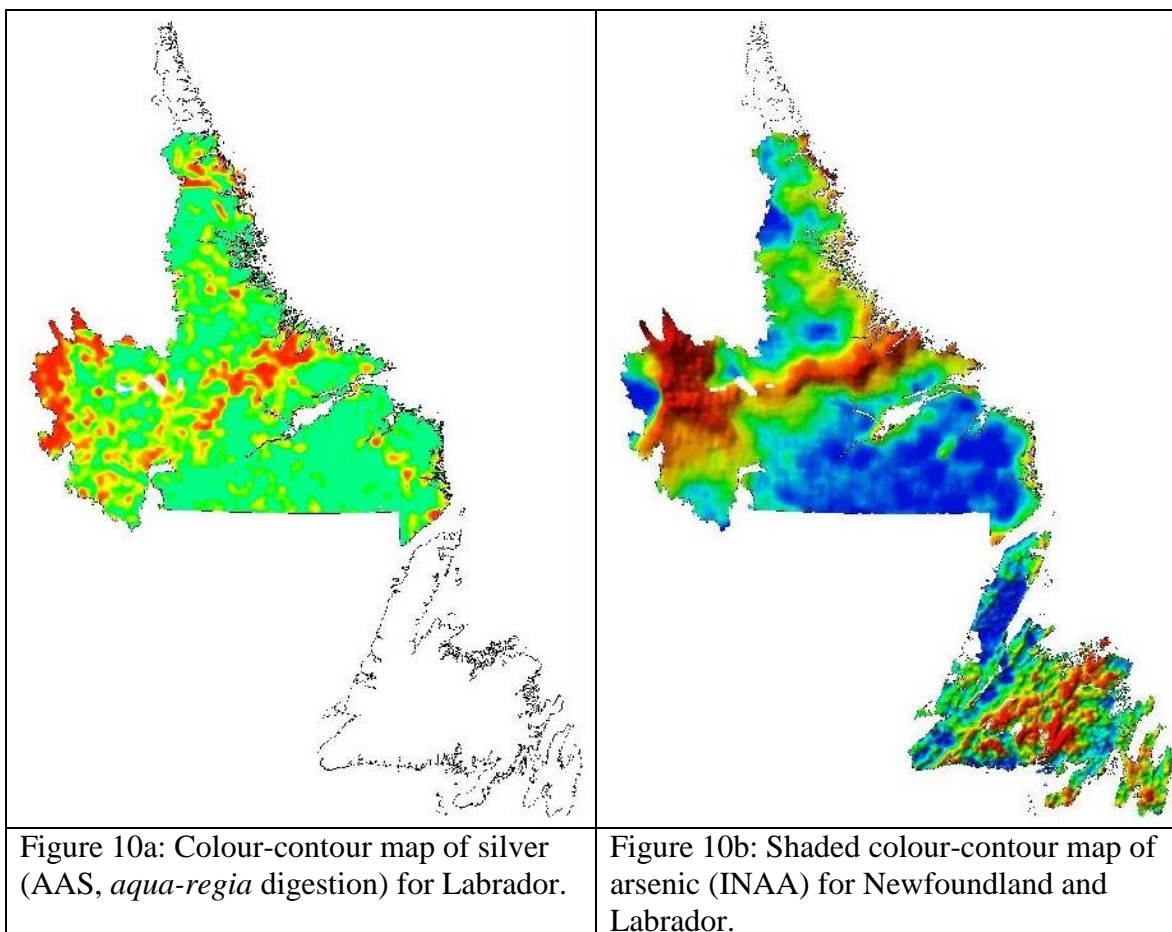 Figure 10a: Colour-contour map of silver
(AAS, aqua-regia digestion) for Labrador.
Figure 10b: Shaded colour-contour map of
arsenic (INAA) for Newfoundland and
Labrador.